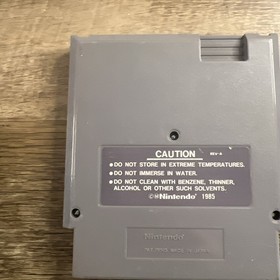 CAUTION REV-A
•DO NOT STORE IN EXTREME TEMPERATURES.
•DO NOT IMMERSE IN WATER.
•DO NOT CLEAN WITH BENZENE, THINNER,
ALCOHOL OR OTHER SUCH SOLVENTS.
©®Nintendo® 1985
Nintendo